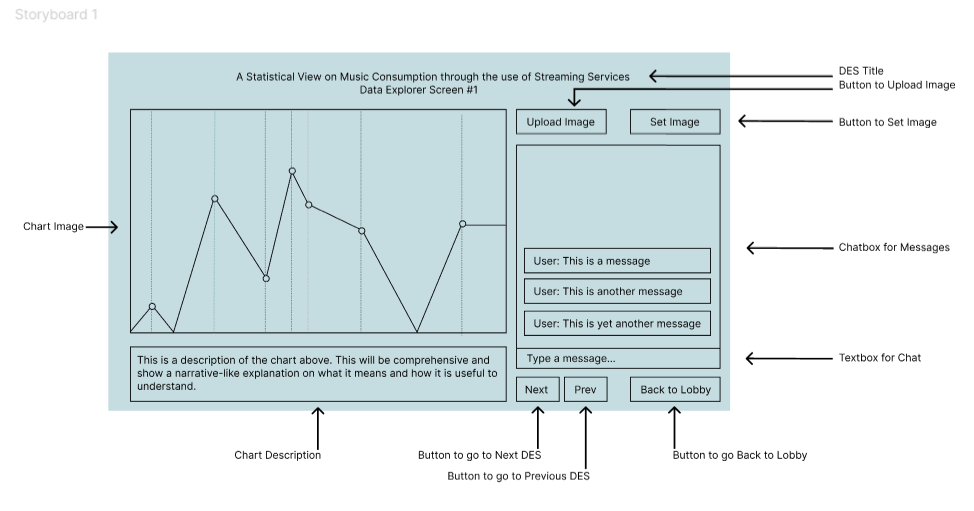 Storyboard 1
A Statistical View on Music Consumption through the use of Streaming Services
Data Explorer Screen #1
DES Title
Button to Upload Image
Upload Image
Set Image
Button to Set Image
Chart Image
Chatbox for Messages
User: This is a message
User: This is another message
User: This is yet another message
Type a message...
Textbox for Chat
This is a description of the chart above. This will be comprehensive and
show a narrative-like explanation on what it means and how it is useful to
understand.
Next
Prev
Back to Lobby
Chart Description
Button to go to Next DES
Button to go Back to Lobby
Button to go to Previous DES